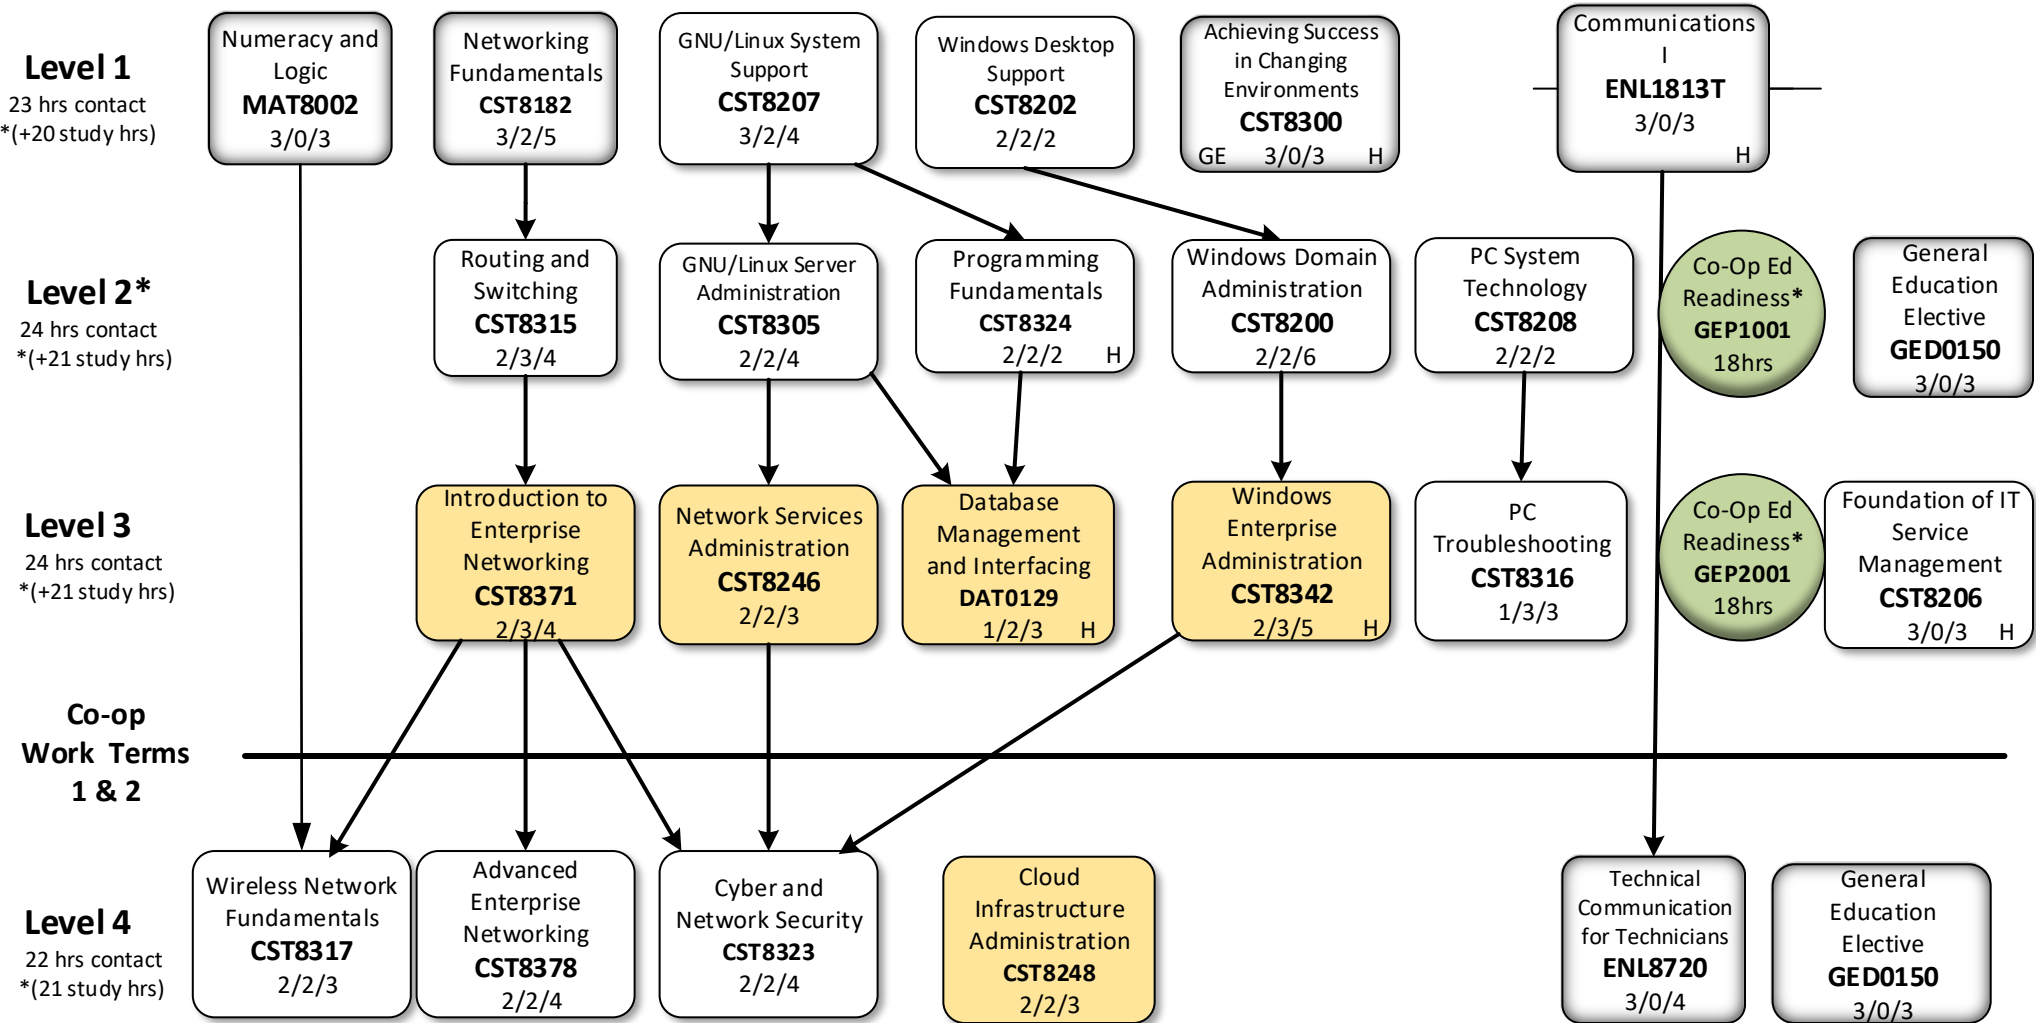 Level 1
23 hrs contact
*(+20 study hrs)
Numeracy and
Logic
MAT8002
3/0/3
Networking
Fundamentals
CST8182
3/2/5
GNU/Linux System
Support
CST8207
3/2/4
Windows Desktop
Support
CST8202
2/2/2
Achieving Success
in Changing
Environments
CST8300
GE 3/0/3 H
Communications
I
ENL1813T
3/0/3
H
Level 2*
24 hrs contact
*(+21 study hrs)
Routing and
Switching
CST8315
2/3/4
GNU/Linux Server
Administration
CST8305
2/2/4
Programming
Fundamentals
CST8324
2/2/2 H
Windows Domain
Administration
CST8200
2/2/6
PC System
Technology
CST8208
2/2/2
Co-Op Ed
Readiness*
GEP1001
18hrs
General
Education
Elective
GED0150
3/0/3
Level 3
24 hrs contact
*(+21 study hrs)
Introduction to
Enterprise
Networking
CST8371
2/3/4
Network Services
Administration
CST8246
2/2/3
Database
Management
and Interfacing
DAT0129
1/2/3 H
Windows
Enterprise
Administration
CST8342
2/3/5 H
PC
Troubleshooting
CST8316
1/3/3
Co-Op Ed
Readiness*
GEP2001
18hrs
Foundation of IT
Service
Management
CST8206
3/0/3 H
Co-op
Work Terms
1 & 2
Level 4
22 hrs contact
*(21 study hrs)
Wireless Network
Fundamentals
CST8317
2/2/3
Advanced
Enterprise
Networking
CST8378
2/2/4
Cyber and
Network Security
CST8323
2/2/4
Cloud
Infrastructure
Administration
CST8248
2/2/3
Technical
Communication
for Technicians
ENL8720
3/0/4
General
Education
Elective
GED0150
3/0/3